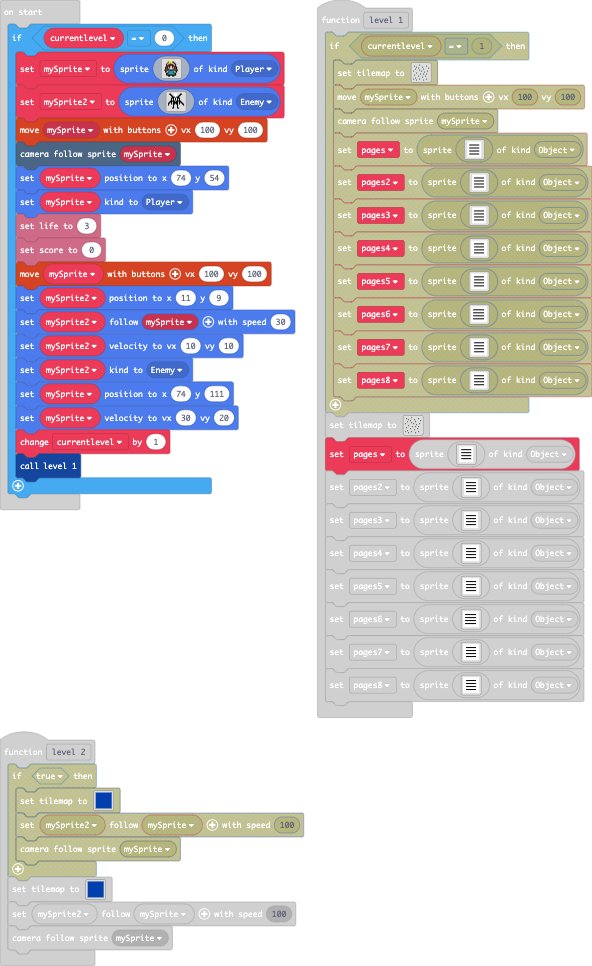 on start
if currentlevel = 0 then
set mySprite to sprite of kind Player
set mySprite2 to sprite of kind Enemy
move mySprite with buttons vx 100 vy 100
camera follow sprite mySprite
set mySprite position to x 74 y 54
set mySprite kind to Player
set life to 3
set score to 0
move mySprite with buttons vx 100 vy 100
set mySprite2 position to x 11 y 9
set mySprite2 follow mySprite with speed 30
set mySprite2 velocity to vx 10 vy 10
set mySprite2 kind to Enemy
set mySprite position to x 74 y 111
set mySprite velocity to vx 30 vy 20
change currentlevel by 1
call level 1
function level 1
if currentlevel = 1 then
set tilemap to
move mySprite with buttons vx 100 vy 100
camera follow sprite mySprite
set pages to sprite of kind Object
set pages2 to sprite of kind Object
set pages3 to sprite of kind Object
set pages4 to sprite of kind Object
set pages5 to sprite of kind Object
set pages6 to sprite of kind Object
set pages7 to sprite of kind Object
set pages8 to sprite of kind Object
set tilemap to
set pages to sprite of kind Object
set pages2 to sprite of kind Object
set pages3 to sprite of kind Object
set pages4 to sprite of kind Object
set pages5 to sprite of kind Object
set pages6 to sprite of kind Object
set pages7 to sprite of kind Object
set pages8 to sprite of kind Object
function level 2
if true then
set tilemap to
set mySprite2 follow mySprite with speed 100
camera follow sprite mySprite
set tilemap to
set mySprite2 follow mySprite with speed 100
camera follow sprite mySprite